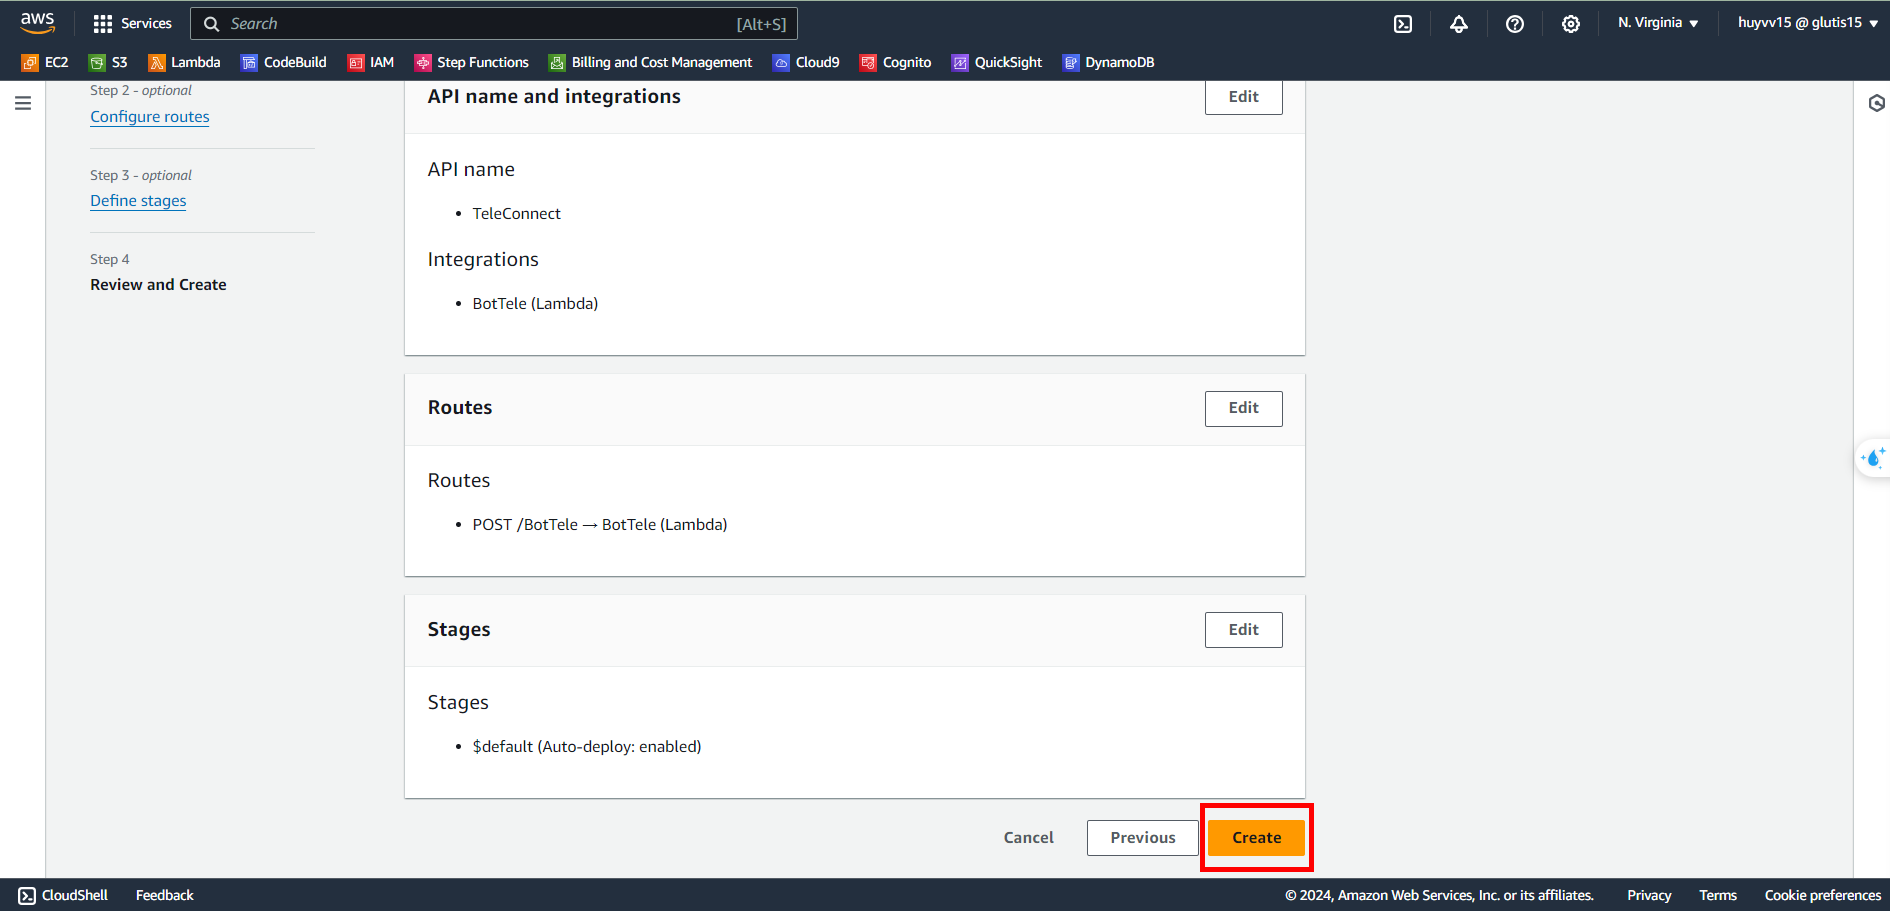 aws Services Search [Alt+S] N. Virginia ▼ huyvv15 @ glutis15 ▼
EC2 S3 Lambda CodeBuild IAM Step Functions Billing and Cost Management Cloud9 Cognito QuickSight DynamoDB
Step 2 - optional
Configure routes
Step 3 - optional
Define stages
Step 4
Review and Create
API name and integrations Edit
API name
• TeleConnect
Integrations
• BotTele (Lambda)
Routes Edit
Routes
• POST /BotTele → BotTele (Lambda)
Stages Edit
Stages
• $default (Auto-deploy: enabled)
Cancel Previous Create
CloudShell Feedback © 2024, Amazon Web Services, Inc. or its affiliates. Privacy Terms Cookie preferences